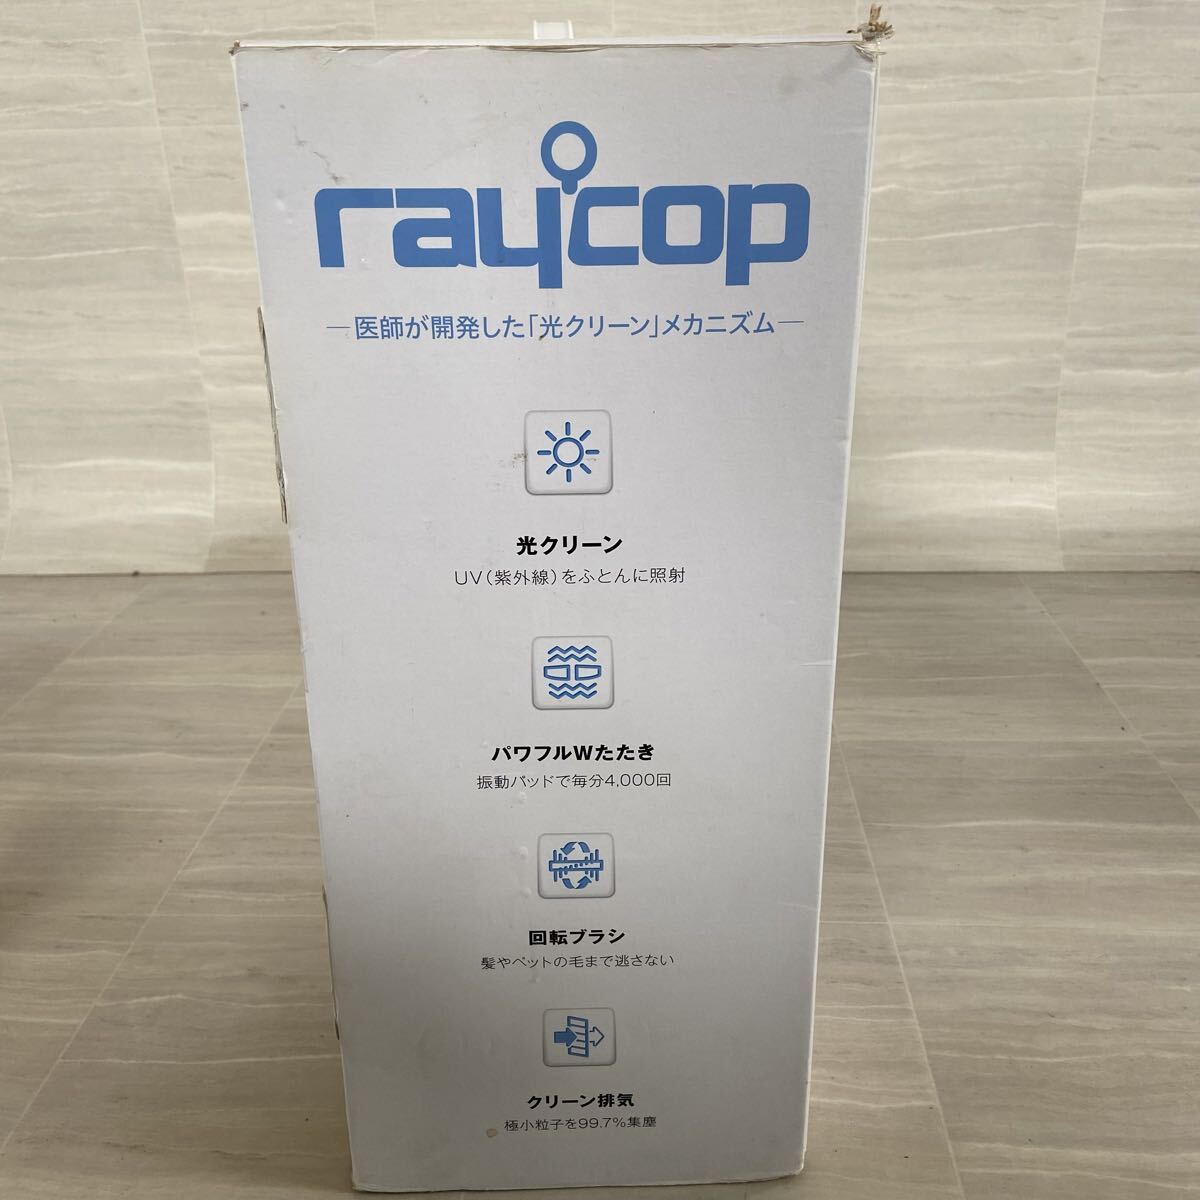 raycop
―医師が開発した「光クリーン」メカニズム―
光クリーン
UV（紫外線）をふとんに照射
パワフルWたたき
振動パッドで毎分4,000回
回転ブラシ
髪やペットの毛まで逃さない
クリーン排気
極小粒子を99.7%集塵